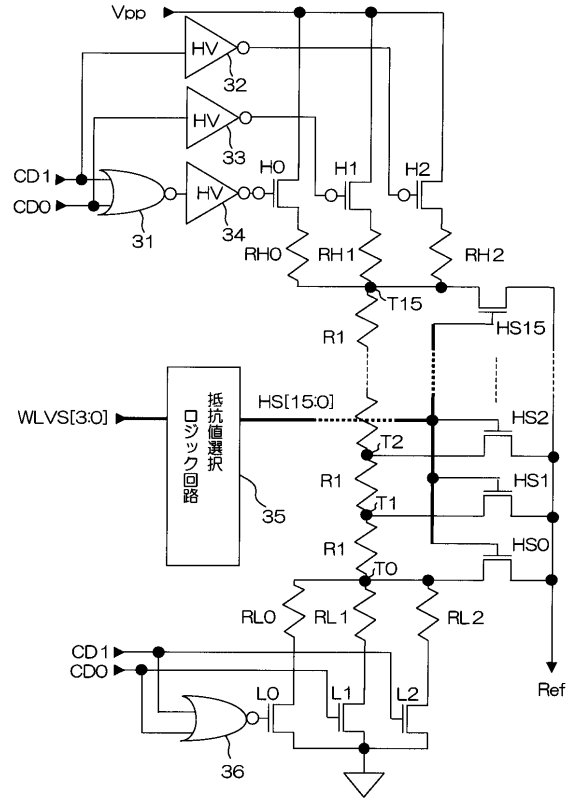 Vpp
HV
32
HV
33
CD1
CD0
31
HV
34
H0
H1
H2
RH0
RH1
RH2
T15
HS15
R1
WLVS[3:0]
抵抗値選択
ロジック回路
35
HS[15:0]
T2
HS2
R1
T1
HS1
R1
T0
HS0
RL0
RL1
RL2
CD1
CD0
L0
L1
L2
36
Ref